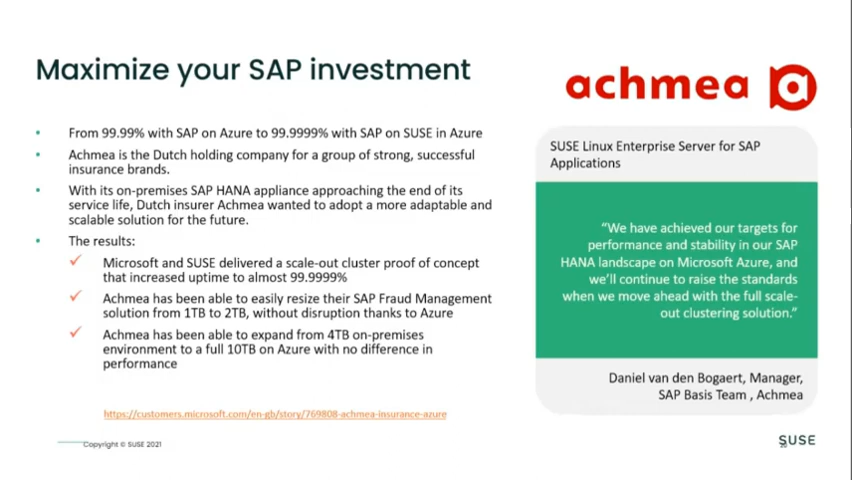 Maximize your SAP investment
achmea
• From 99.99% with SAP on Azure to 99.9999% with SAP on SUSE in Azure
• Achmea is the Dutch holding company for a group of strong, successful
insurance brands.
• With its on-premises SAP HANA appliance approaching the end of its
service life, Dutch insurer Achmea wanted to adopt a more adaptable and
scalable solution for the future.
• The results:
✓ Microsoft and SUSE delivered a scale-out cluster proof of concept
that increased uptime to almost 99.9999%
✓ Achmea has been able to easily resize their SAP Fraud Management
solution from 1TB to 2TB, without disruption thanks to Azure
✓ Achmea has been able to expand from 4TB on-premises
environment to a full 10TB on Azure with no difference in
performance
https://customers.microsoft.com/en-gb/story/769808-achmea-insurance-azure
SUSE Linux Enterprise Server for SAP
Applications
“We have achieved our targets for
performance and stability in our SAP
HANA landscape on Microsoft Azure, and
we’ll continue to raise the standards
when we move ahead with the full scale-
out clustering solution.”
Daniel van den Bogaert, Manager,
SAP Basis Team , Achmea
Copyright © SUSE 2021
SUSE